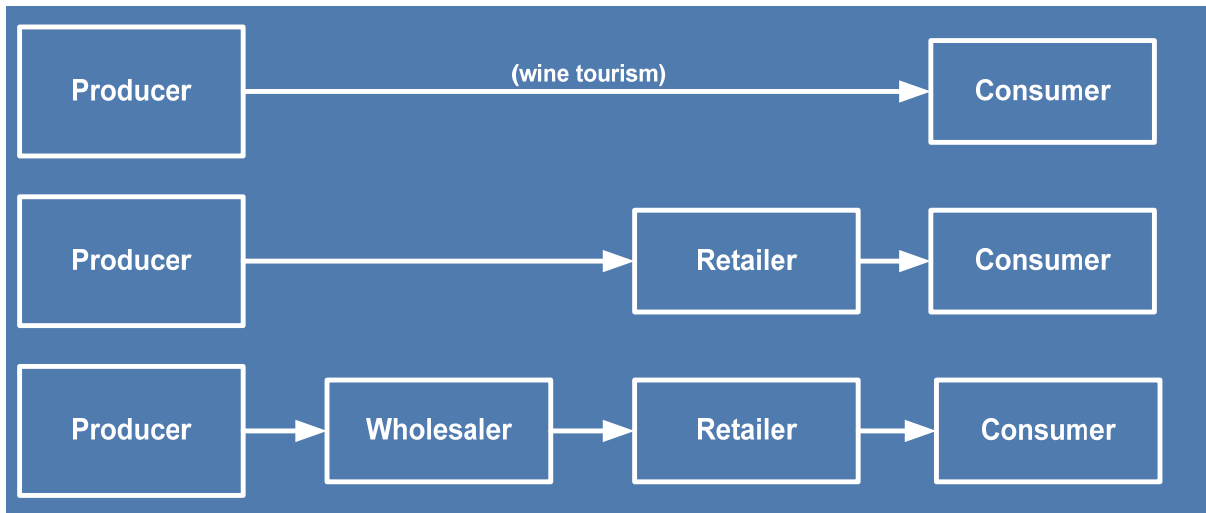 (wine tourism)
Producer
Consumer
Producer
Retailer
Consumer
Producer
Wholesaler
Retailer
Consumer